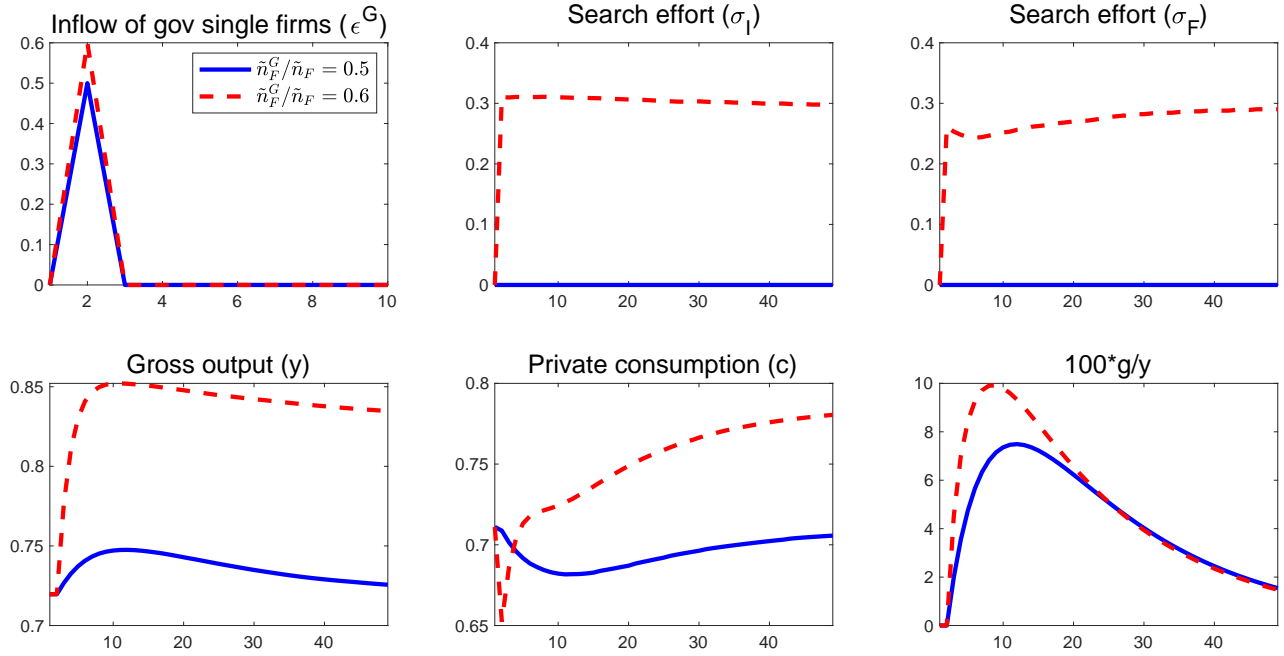 Inflow of gov single firms (ϵ^G)
0.6
0.5
0.4
0.3
0.2
0.1
0
2 4 6 8 10
ñ_F^G/ñ_F = 0.5
ñ_F^G/ñ_F = 0.6
Search effort (σ_I)
0.4
0.3
0.2
0.1
0
10 20 30 40
Search effort (σ_F)
0.4
0.3
0.2
0.1
0
10 20 30 40
Gross output (y)
0.85
0.8
0.75
0.7
10 20 30 40
Private consumption (c)
0.8
0.75
0.7
0.65
10 20 30 40
100*g/y
10
8
6
4
2
0
10 20 30 40